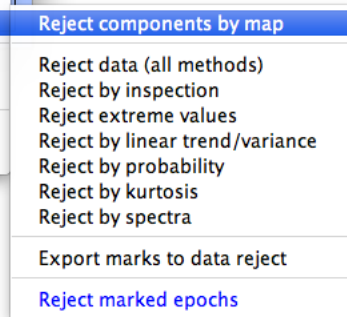 Reject components by map
Reject data (all methods)
Reject by inspection
Reject extreme values
Reject by linear trend/variance
Reject by probability
Reject by kurtosis
Reject by spectra
Export marks to data reject
Reject marked epochs